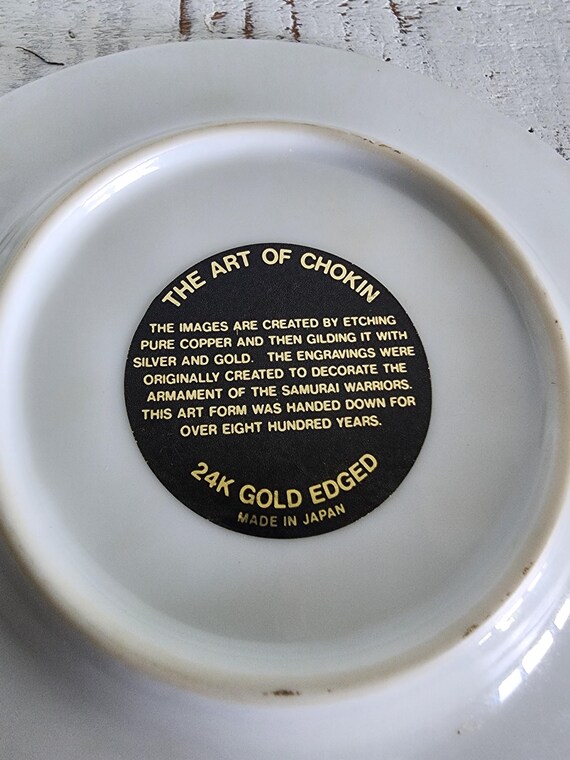 THE ART OF CHOKIN
THE IMAGES ARE CREATED BY ETCHING
PURE COPPER AND THEN GILDING IT WITH
SILVER AND GOLD. THE ENGRAVINGS WERE
ORIGINALLY CREATED TO DECORATE THE
ARMAMENT OF THE SAMURAI WARRIORS.
THIS ART FORM WAS HANDED DOWN FOR
OVER EIGHT HUNDRED YEARS.
24K GOLD EDGED
MADE IN JAPAN